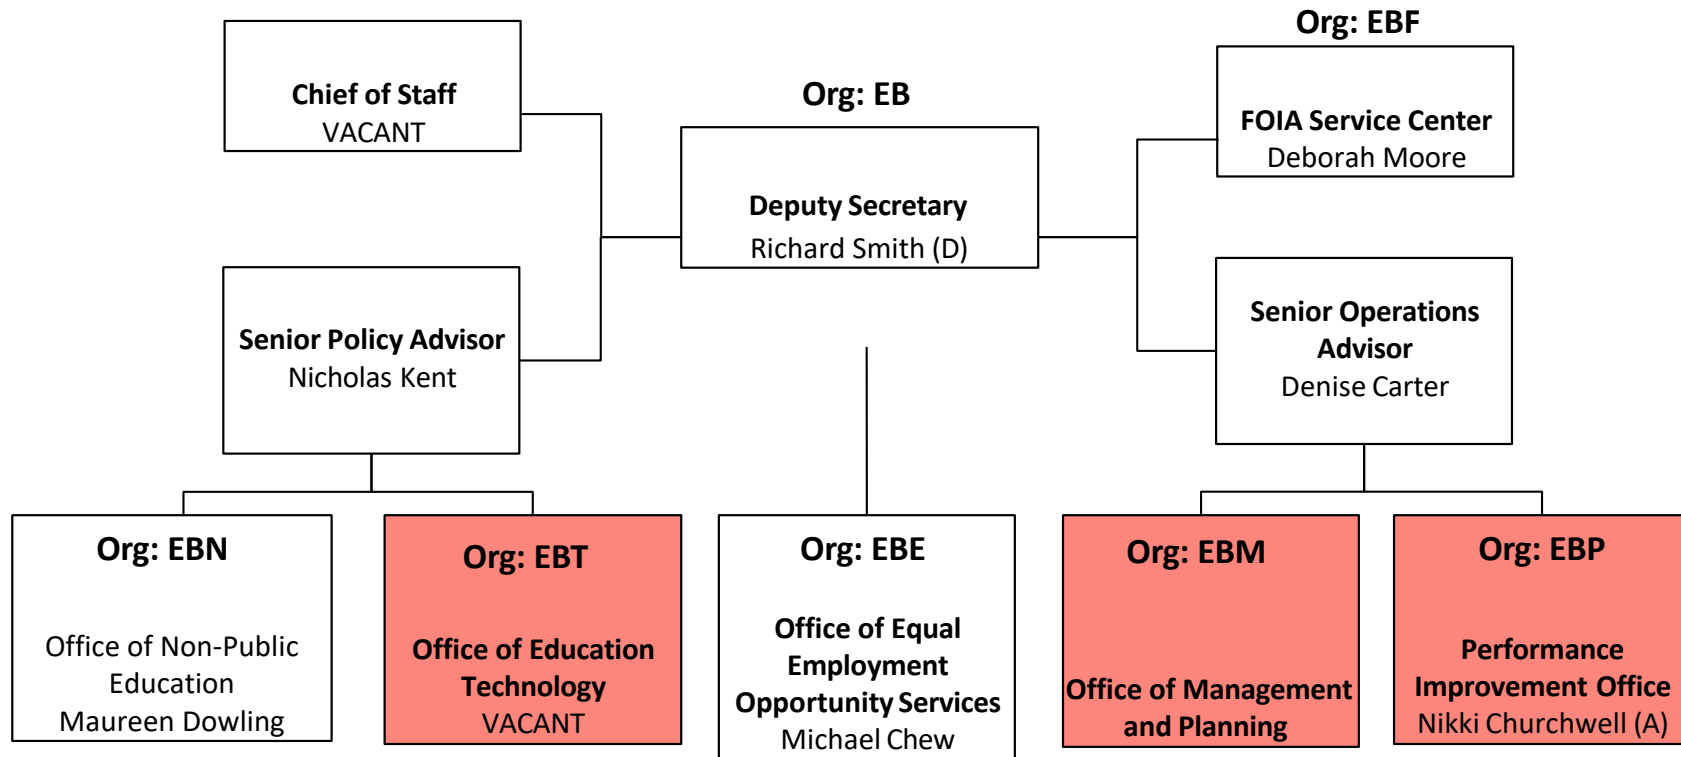 Org: EBF
Chief of Staff
VACANT
Org: EB
FOIA Service Center
Deborah Moore
Deputy Secretary
Richard Smith (D)
Senior Policy Advisor
Nicholas Kent
Senior Operations
Advisor
Denise Carter
Org: EBN
Office of Non-Public
Education
Maureen Dowling
Org: EBT
Office of Education
Technology
VACANT
Org: EBE
Office of Equal
Employment
Opportunity Services
Michael Chew
Org: EBM
Office of Management
and Planning
Org: EBP
Performance
Improvement Office
Nikki Churchwell (A)